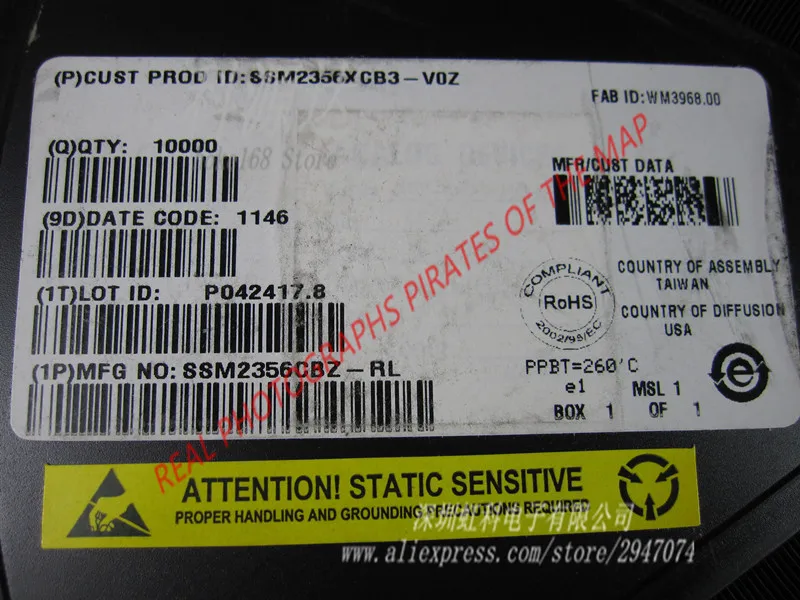 (P)CUST PROD ID:SSM2356XCB3-V0Z
FAB ID:WM3968.00
(Q)QTY: 10000
168 Store
MFR/CUST DATA
(9D)DATE CODE: 1146
(1T)LOT ID: P042417.8
COMPLIANT
RoHS
2002/95/EC
COUNTRY OF ASSEMBLY
TAIWAN
COUNTRY OF DIFFUSION
USA
(1P)MFG NO: SSM2356CBZ-RL
PPBT=260'C
e1 MSL 1
BOX 1 OF 1
e
REAL PHOTOGRAPHS PIRATES OF THE MAP
ATTENTION! STATIC SENSITIVE
PROPER HANDLING AND GROUNDING PRECAUTIONS REQUIRED
深圳虹科电子有限公司
www.aliexpress.com/store/2947074